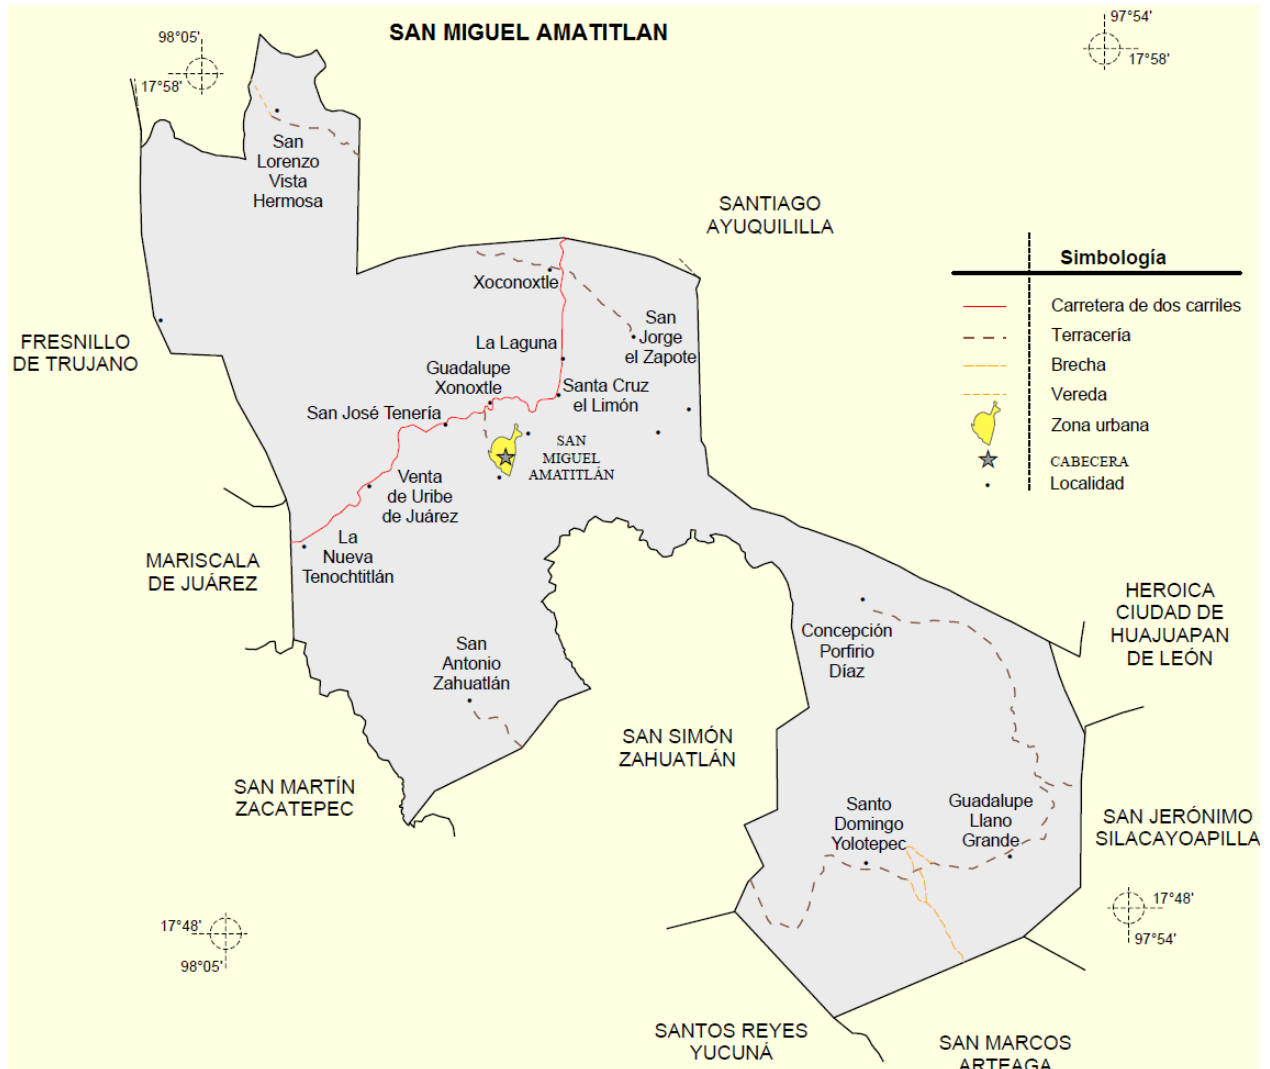 SAN MIGUEL AMATITLAN
98°05'
17°58'
97°54'
17°58'
San
Lorenzo
Vista
Hermosa
SANTIAGO
AYUQUILILLA
Simbología
Carretera de dos carriles
Terracería
Brecha
Vereda
Zona urbana
CABECERA
Localidad
Xoconoxtle
San
Jorge
el Zapote
FRESNILLO
DE TRUJANO
La Laguna
Guadalupe
Xonoxtle
Santa Cruz
el Limón
San José Tenería
SAN
MIGUEL
AMATITLÁN
Venta
de Uribe
de Juárez
La
Nueva
Tenochtitlán
MARISCALA
DE JUÁREZ
HEROICA
CIUDAD DE
HUAJUAPAN
DE LEÓN
Concepción
Porfirio
Díaz
San
Antonio
Zahuatlán
SAN SIMÓN
ZAHUATLÁN
SAN MARTÍN
ZACATEPEC
Santo
Domingo
Yolotepec
Guadalupe
Llano
Grande
SAN JERÓNIMO
SILACAYOAPILLA
17°48'
98°05'
17°48'
97°54'
SANTOS REYES
YUCUNÁ
SAN MARCOS
ARTEAGA